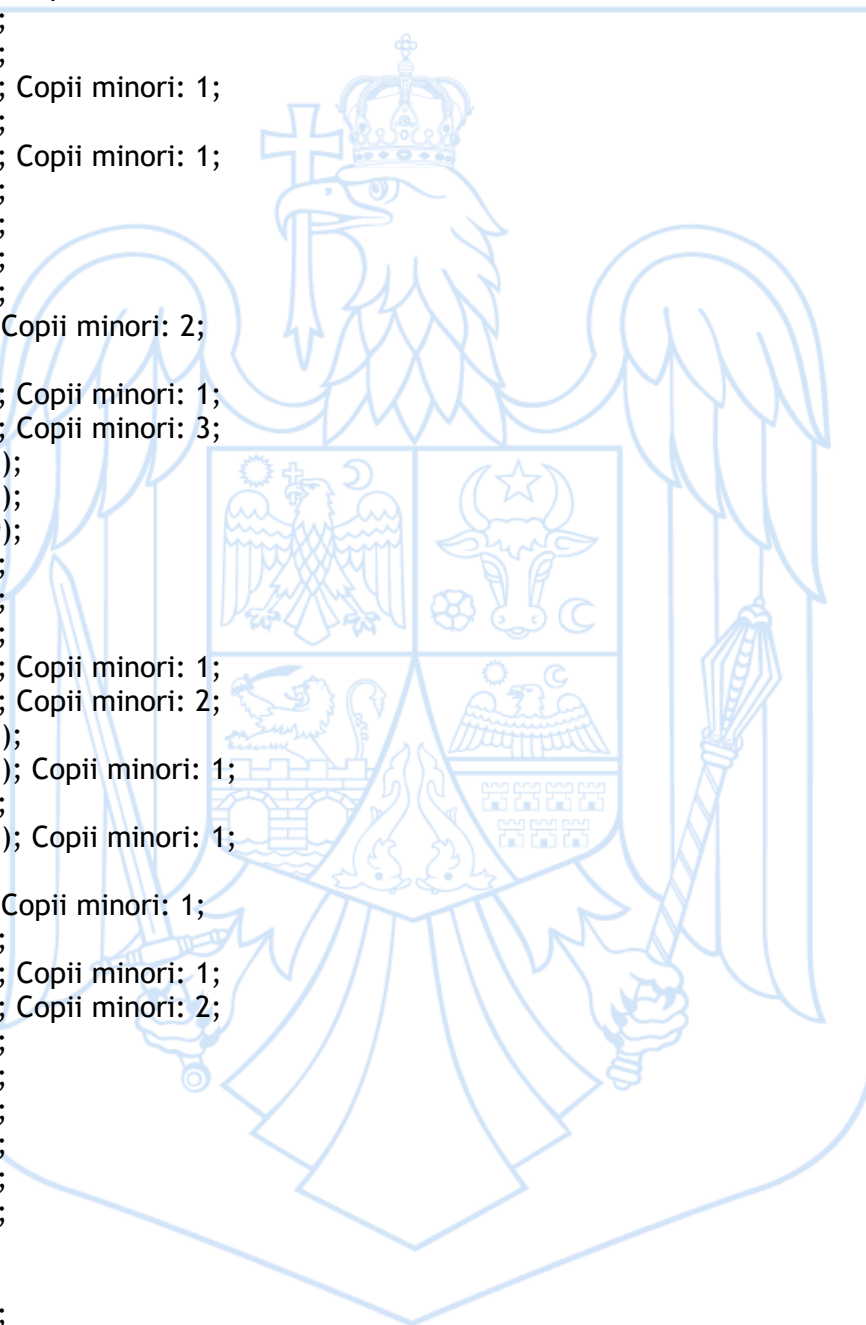 ;
;
; Copii minori: 1;
;
; Copii minori: 1;
;
;
;
;
Copii minori: 2;
; Copii minori: 1;
; Copii minori: 3;
);
);
);
;
;
;
; Copii minori: 1;
; Copii minori: 2;
);
); Copii minori: 1;
;
); Copii minori: 1;
Copii minori: 1;
;
; Copii minori: 1;
; Copii minori: 2;
;
;
;
;
;
;
;